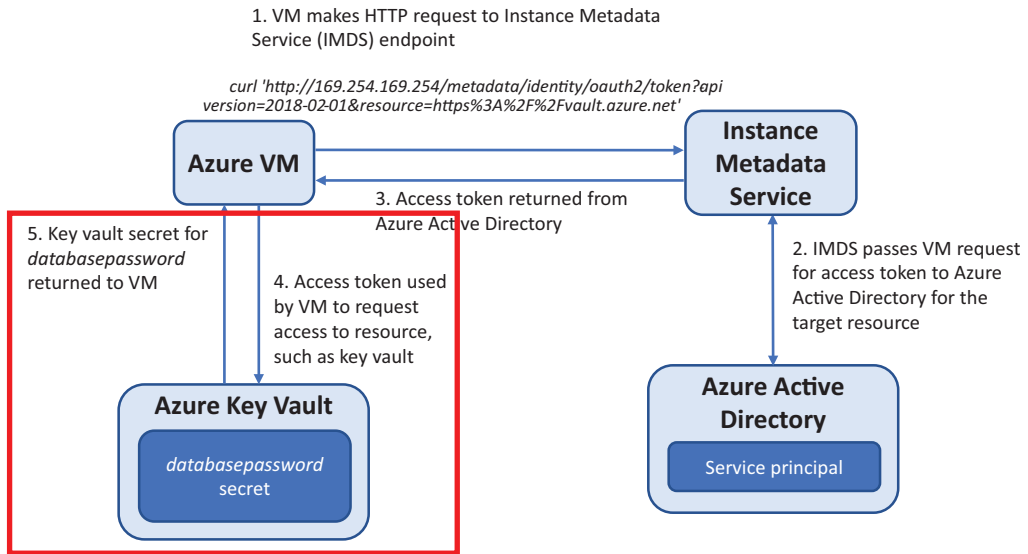 1. VM makes HTTP request to Instance Metadata
Service (IMDS) endpoint
curl 'http://169.254.169.254/metadata/identity/oauth2/token?api
version=2018-02-01&resource=https%3A%2F%2Fvault.azure.net'
Azure VM
Instance
Metadata
Service
3. Access token returned from
Azure Active Directory
5. Key vault secret for
databasepassword
returned to VM
4. Access token used
by VM to request
access to resource,
such as key vault
2. IMDS passes VM request
for access token to Azure
Active Directory for the
target resource
Azure Key Vault
databasepassword
secret
Azure Active
Directory
Service principal